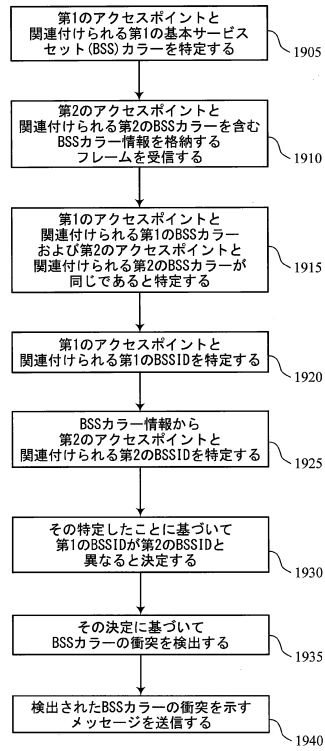 第1のアクセスポイントと
関連付けられる第1の基本サービス
セット(BSS)カラーを特定する
1905
第2のアクセスポイントと
関連付けられる第2のBSSカラーを含む
BSSカラー情報を格納する
フレームを受信する
1910
第1のアクセスポイントと
関連付けられる第1のBSSカラー
および第2のアクセスポイントと
関連付けられる第2のBSSカラーが
同じであると特定する
1915
第1のアクセスポイントと
関連付けられる第1のBSSIDを特定する
1920
BSSカラー情報から
第2のアクセスポイントと
関連付けられる第2のBSSIDを特定する
1925
その特定したことに基づいて
第1のBSSIDが第2のBSSIDと
異なると決定する
1930
その決定に基づいて
BSSカラーの衝突を検出する
1935
検出されたBSSカラーの衝突を示す
メッセージを送信する
1940